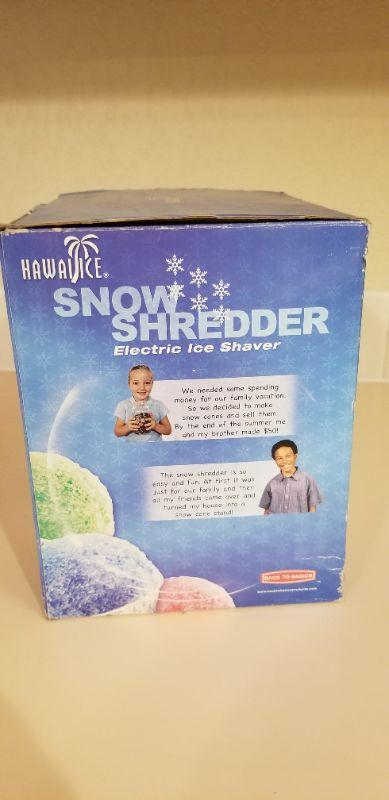 HAWAIICE®
SNOW
SHREDDER
Electric Ice Shaver
We needed some spending
money for our family vacation.
So we decided to make
snow cones and sell them.
By the end of the summer me
and my brother made $50!
The snow shredder is so
easy and fun. At first it was
just for our family and then
all my friends came over and
turned my house into a
snow cone stand!
BACK TO BASICS